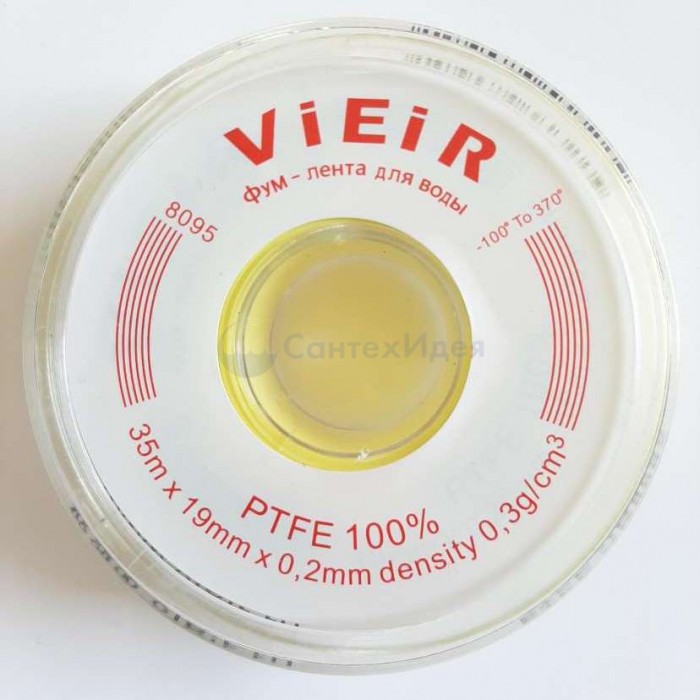 ViEiR
фум - лента для воды
8095
-100° To 370°
СантехИдея
PTFE 100%
35m x 19mm x 0,2mm density 0,3g/cm³